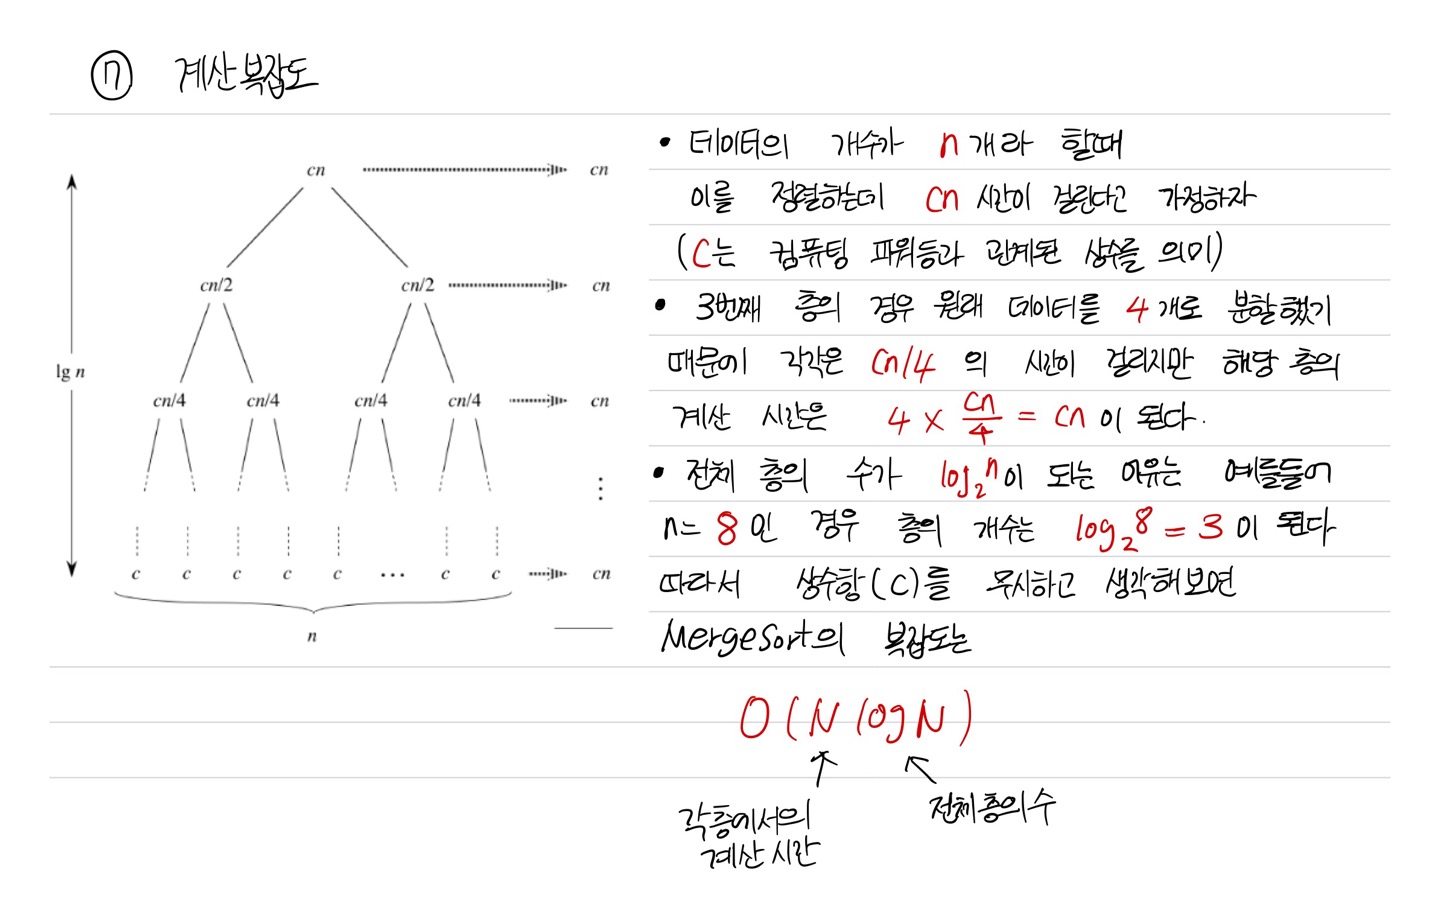 ⑦ 계산복잡도
cn cn
cn/2 cn/2 cn
lg n
cn/4 cn/4 cn/4 cn/4 cn
⋮
c c c c c ... c c cn
n
• 데이터의 개수가 n개라 할때
이를 정렬하는데 cn 시간이 걸린다고 가정하자
(C는 컴퓨팅 파워등과 관계된 상수를 의미)
• 3번째 층의 경우 원래 데이터를 4개로 분할했기
때문에 각각은 cn/4 의 시간이 걸리지만 해당 층의
계산 시간은 4 × cn/4 = cn이 된다.
• 전체 층의 수가 log₂n이 되는 이유는 예를들어
n=8인 경우 층의 개수는 log₂8 = 3이 된다
따라서 상수항(C)를 무시하고 생각해보면
MergeSort의 복잡도는
O(N log N)
각층에서의
계산 시간
전체층의수